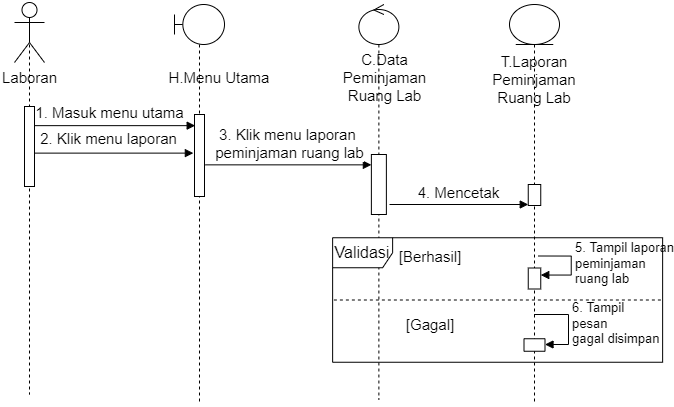 Laboran
H.Menu Utama
C.Data
Peminjaman
Ruang Lab
T.Laporan
Peminjaman
Ruang Lab
1. Masuk menu utama
2. Klik menu laporan
3. Klik menu laporan
peminjaman ruang lab
4. Mencetak
Validasi
[Berhasil]
5. Tampil laporan
peminjaman
ruang lab
[Gagal]
6. Tampil
pesan
gagal disimpan